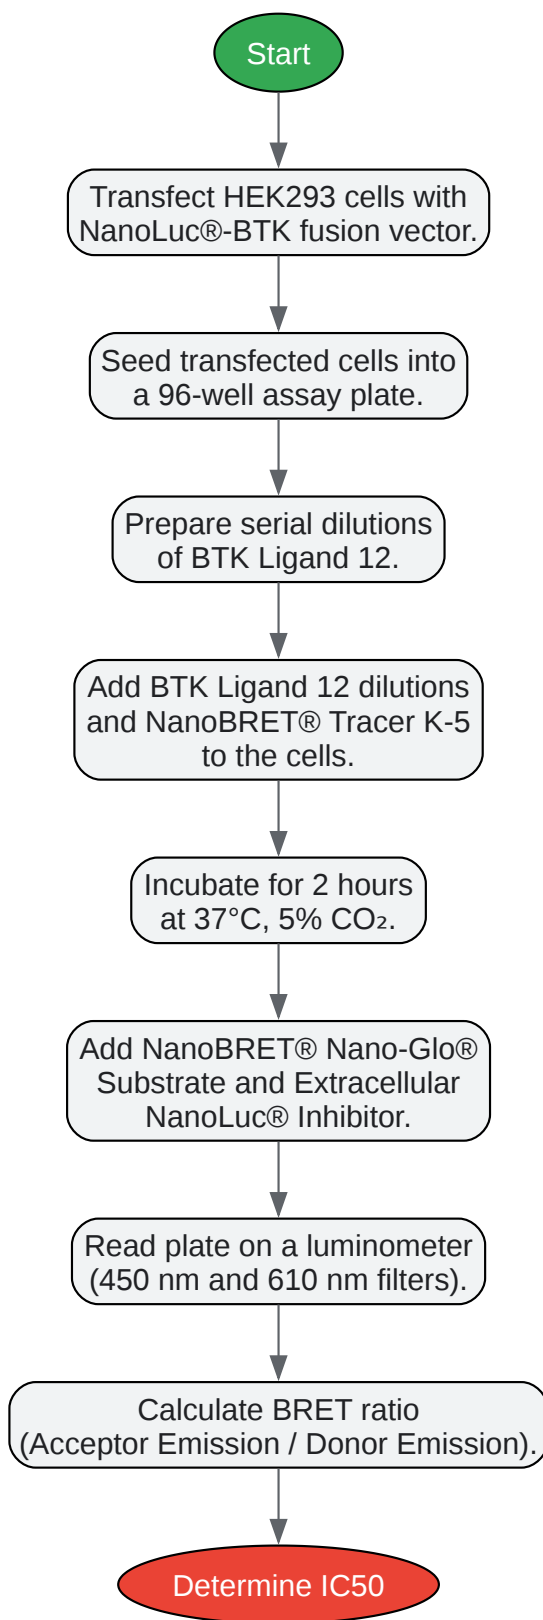 Start
Transfect HEK293 cells with
NanoLuc®-BTK fusion vector.
Seed transfected cells into
a 96-well assay plate.
Prepare serial dilutions
of BTK Ligand 12.
Add BTK Ligand 12 dilutions
and NanoBRET® Tracer K-5
to the cells.
Incubate for 2 hours
at 37°C, 5% CO₂.
Add NanoBRET® Nano-Glo®
Substrate and Extracellular
NanoLuc® Inhibitor.
Read plate on a luminometer
(450 nm and 610 nm filters).
Calculate BRET ratio
(Acceptor Emission / Donor Emission).
Determine IC50